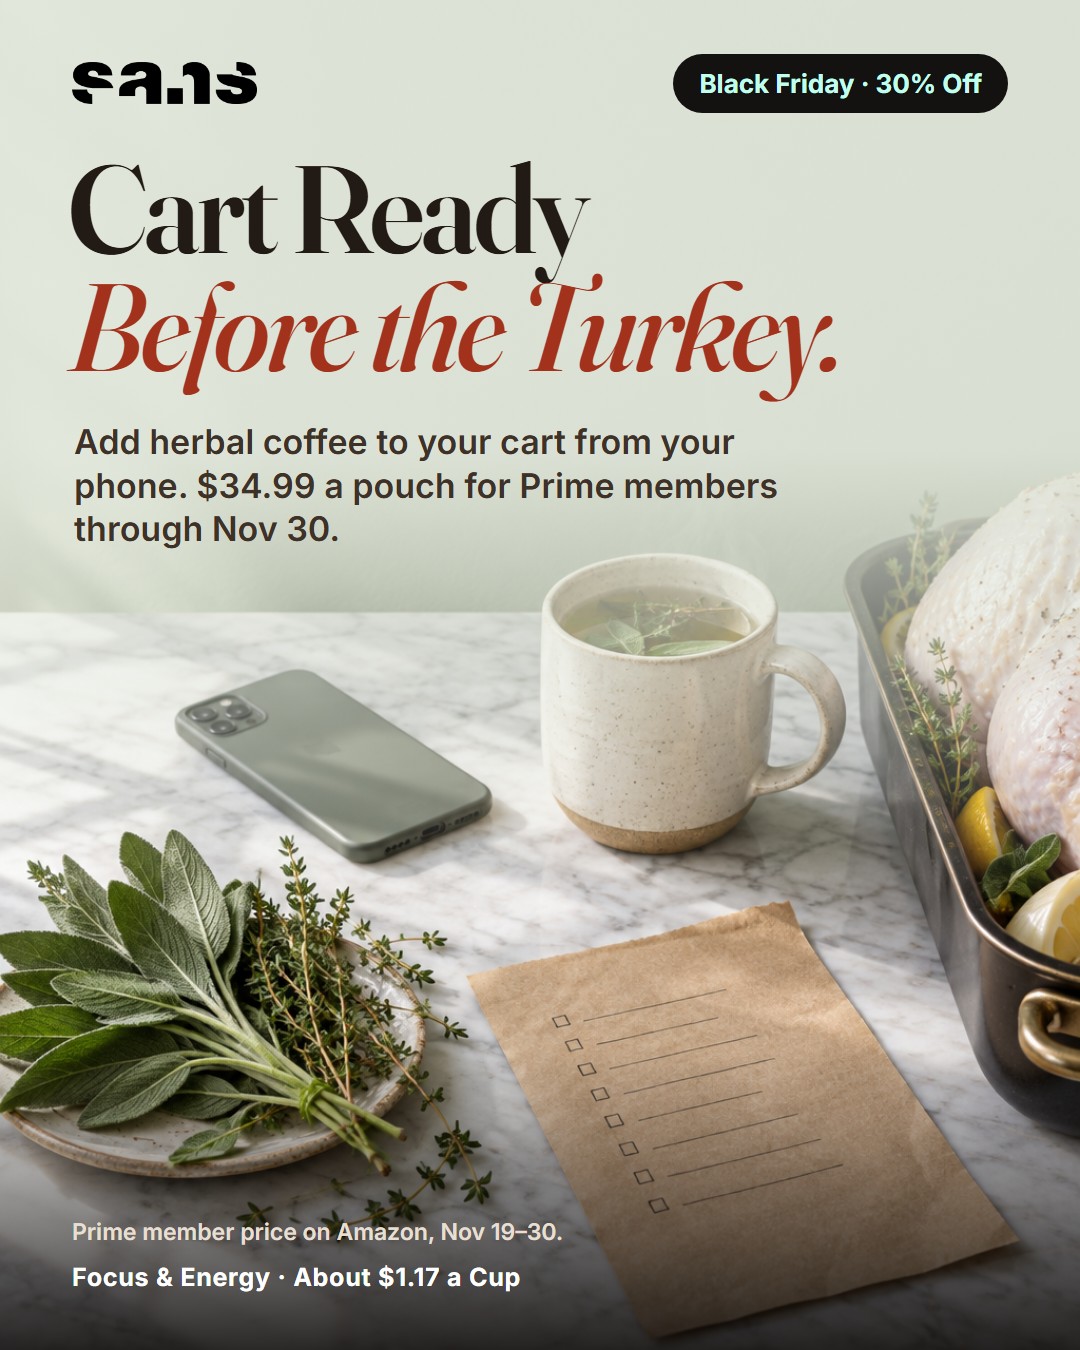 sans
Black Friday · 30% Off
Cart Ready
Before the Turkey.
Add herbal coffee to your cart from your
phone. $34.99 a pouch for Prime members
through Nov 30.
Prime member price on Amazon, Nov 19–30.
Focus & Energy · About $1.17 a Cup